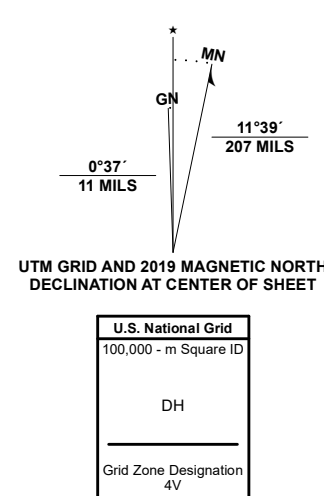 ★
MN
GN
11°39´
207 MILS
0°37´
11 MILS
UTM GRID AND 2019 MAGNETIC NORTH
DECLINATION AT CENTER OF SHEET
U.S. National Grid
100,000 - m Square ID
DH
Grid Zone Designation
4V